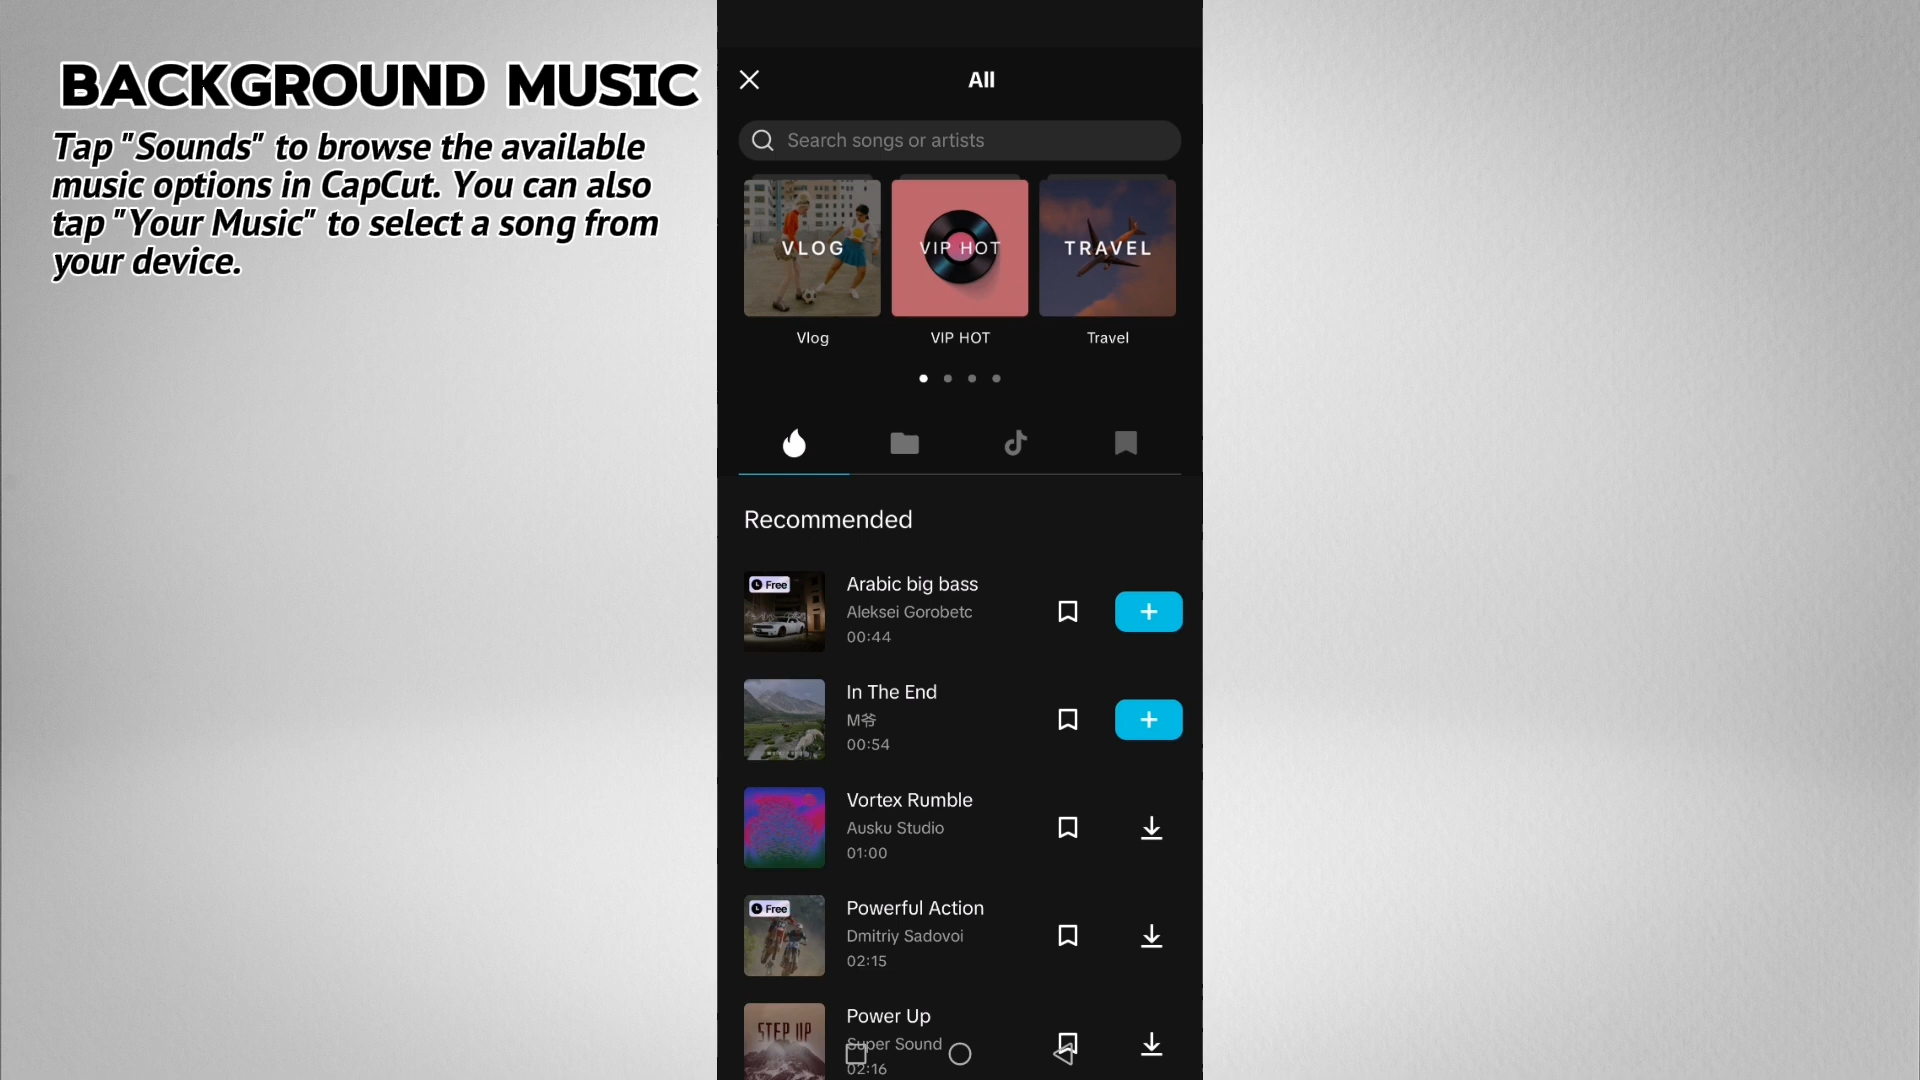 BACKGROUND MUSIC
Tap "Sounds" to browse the available
music options in CapCut. You can also
tap "Your Music" to select a song from
your device.
All
Search songs or artists
VLOG
VIP HOT
TRAVEL
Vlog
VIP HOT
Travel
Recommended
Free
Arabic big bass
Aleksei Gorobetc
00:44
In The End
M爷
00:54
Vortex Rumble
Ausku Studio
01:00
Free
Powerful Action
Dmitriy Sadovoi
02:15
STEP UP
Power Up
Super Sound
02:16